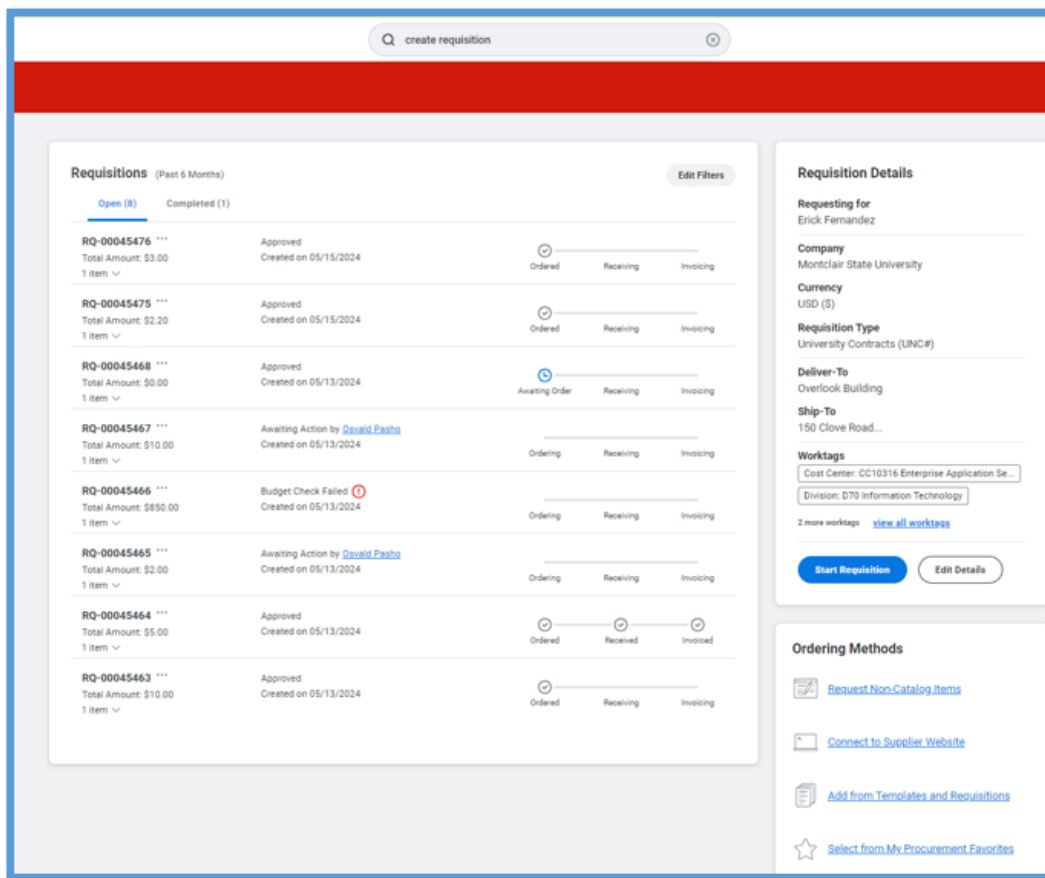 create requisition
Requisitions (Past 6 Months)
Edit Filters
Open (8) Completed (1)
RQ-00045476 ...
Total Amount: $3.00
1 item
Approved
Created on 05/15/2024
Ordered Receiving Invoicing
RQ-00045475 ...
Total Amount: $2.20
1 item
Approved
Created on 05/15/2024
Ordered Receiving Invoicing
RQ-00045468 ...
Total Amount: $0.00
1 item
Approved
Created on 05/13/2024
Awaiting Order Receiving Invoicing
RQ-00045467 ...
Total Amount: $10.00
1 item
Awaiting Action by Osvald Pasho
Created on 05/13/2024
Ordering Receiving Invoicing
RQ-00045466 ...
Total Amount: $850.00
1 item
Budget Check Failed
Created on 05/13/2024
Ordering Receiving Invoicing
RQ-00045465 ...
Total Amount: $2.00
1 item
Awaiting Action by Osvald Pasho
Created on 05/13/2024
Ordering Receiving Invoicing
RQ-00045464 ...
Total Amount: $5.00
1 item
Approved
Created on 05/13/2024
Ordered Received Invoiced
RQ-00045463 ...
Total Amount: $10.00
1 item
Approved
Created on 05/13/2024
Ordered Receiving Invoicing
Requisition Details
Requesting for
Erick Fernandez
Company
Montclair State University
Currency
USD ($)
Requisition Type
University Contracts (UNC#)
Deliver-To
Overlook Building
Ship-To
150 Clove Road...
Worktags
Cost Center: CC10316 Enterprise Application Se...
Division: D70 Information Technology
2 more worktags view all worktags
Start Requisition Edit Details
Ordering Methods
Request Non-Catalog Items
Connect to Supplier Website
Add from Templates and Requisitions
Select from My Procurement Favorites